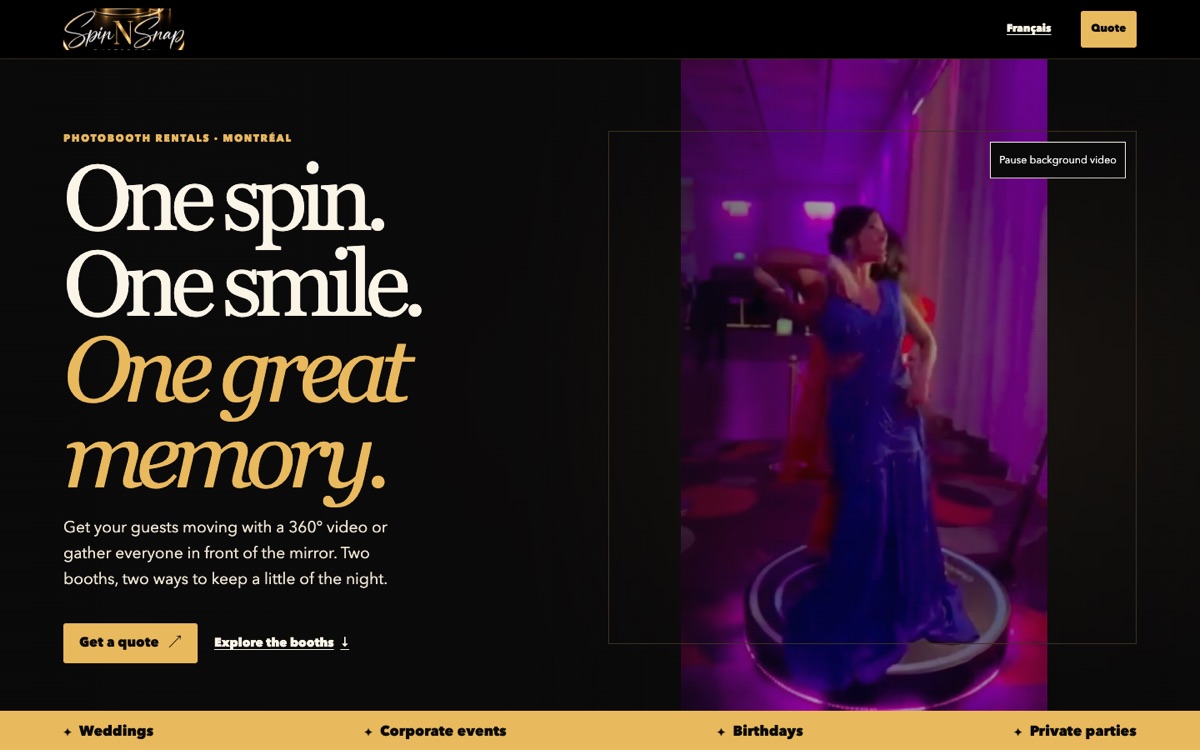 Spin N Snap
Français
Quote
PHOTOBOOTH RENTALS · MONTRÉAL
One spin.
One smile.
One great
memory.
Get your guests moving with a 360° video or
gather everyone in front of the mirror. Two
booths, two ways to keep a little of the night.
Get a quote ↗
Explore the booths ↓
Pause background video
✦ Weddings
✦ Corporate events
✦ Birthdays
✦ Private parties